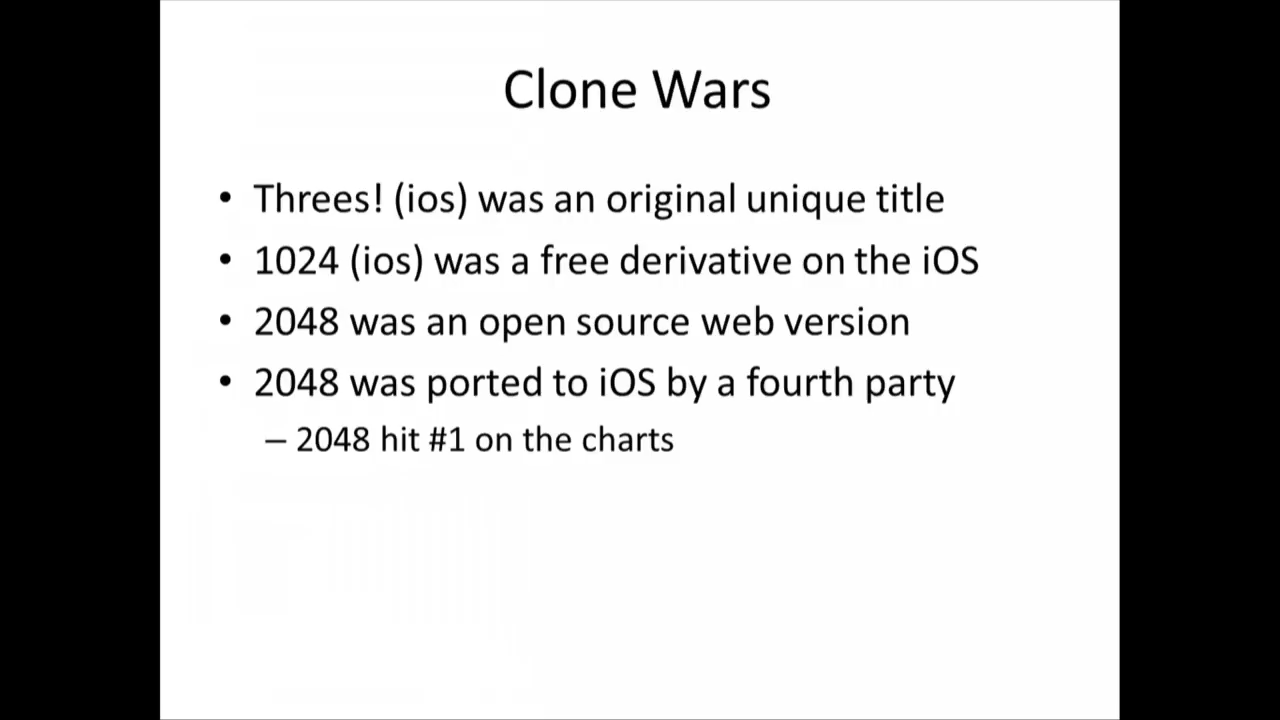 Clone Wars
• Threes! (ios) was an original unique title
• 1024 (ios) was a free derivative on the iOS
• 2048 was an open source web version
• 2048 was ported to iOS by a fourth party
– 2048 hit #1 on the charts